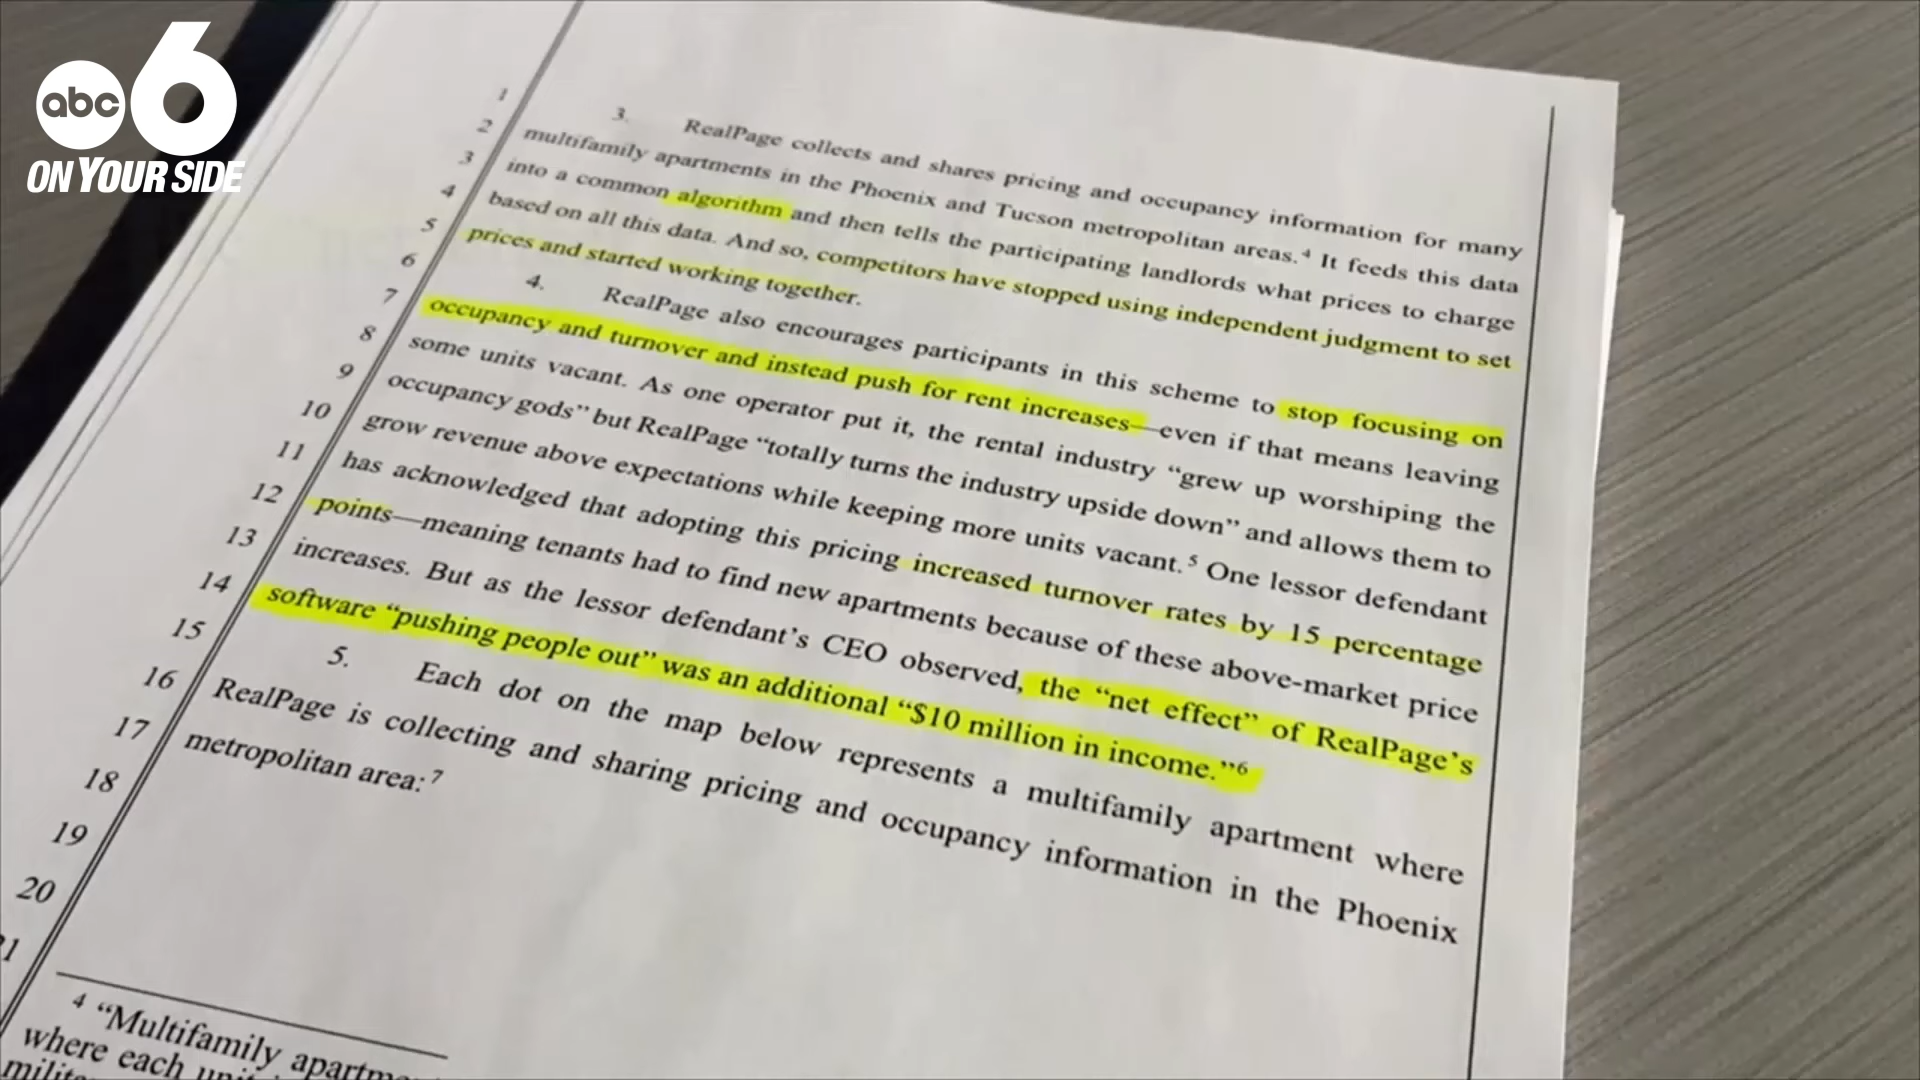 abc 6
ON YOUR SIDE
1
2
3
4
5
6
7
8
9
10
11
12
13
14
15
16
17
18
19
20
21
3. RealPage collects and shares pricing and occupancy information for many
multifamily apartments in the Phoenix and Tucson metropolitan areas.4 It feeds this data
into a common algorithm and then tells the participating landlords what prices to charge
based on all this data. And so, competitors have stopped using independent judgment to set
prices and started working together.
4. RealPage also encourages participants in this scheme to stop focusing on
occupancy and turnover and instead push for rent increases—even if that means leaving
some units vacant. As one operator put it, the rental industry “grew up worshiping the
occupancy gods” but RealPage “totally turns the industry upside down” and allows them to
grow revenue above expectations while keeping more units vacant.5 One lessor defendant
has acknowledged that adopting this pricing increased turnover rates by 15 percentage
points—meaning tenants had to find new apartments because of these above-market price
increases. But as the lessor defendant’s CEO observed, the “net effect” of RealPage’s
software “pushing people out” was an additional “$10 million in income.”6
5. Each dot on the map below represents a multifamily apartment where
RealPage is collecting and sharing pricing and occupancy information in the Phoenix
metropolitan area:7
4 “Multifamily
where each